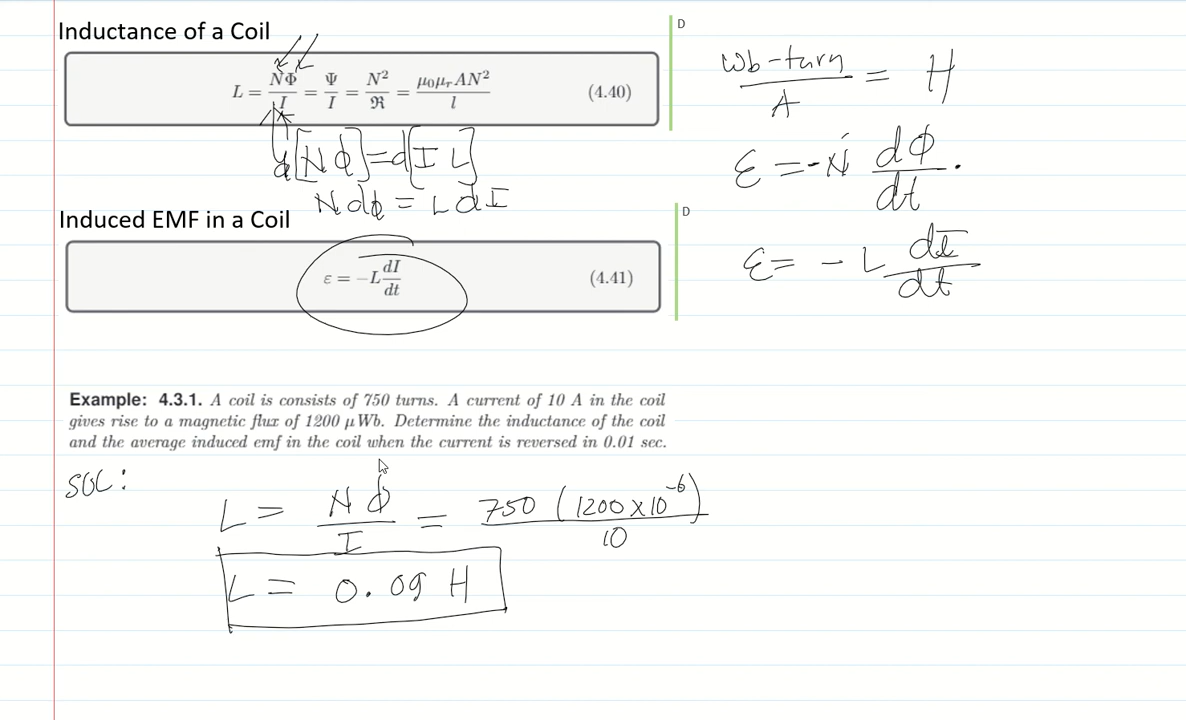 Inductance of a Coil
L = NΦ/I = Ψ/I = N²/ℜ = μ₀μᵣAN²/l (4.40)
D
Wb-turn/A = H
d[Nϕ] = d[I L]
N dϕ = L dI
ε = -N dϕ/dt.
Induced EMF in a Coil
ε = −L dI/dt (4.41)
D
ε = - L dI/dt
Example: 4.3.1. A coil is consists of 750 turns. A current of 10 A in the coil
gives rise to a magnetic flux of 1200 μWb. Determine the inductance of the coil
and the average induced emf in the coil when the current is reversed in 0.01 sec.
SOL:
L = Nϕ/I = 750 (1200 x 10⁻⁶)/10
L = 0.09 H